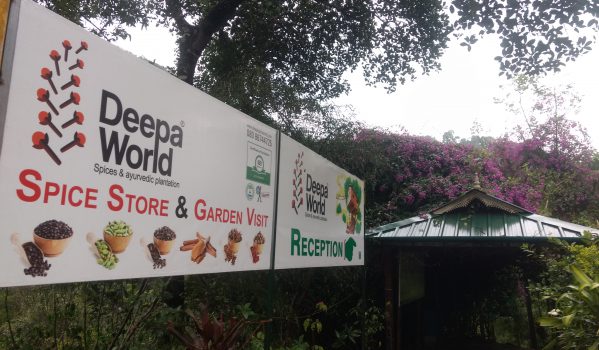 Deepa
World
Spices & ayurvedic plantation
SPICE STORE & GARDEN VISIT
Deepa
World
RECEPTION